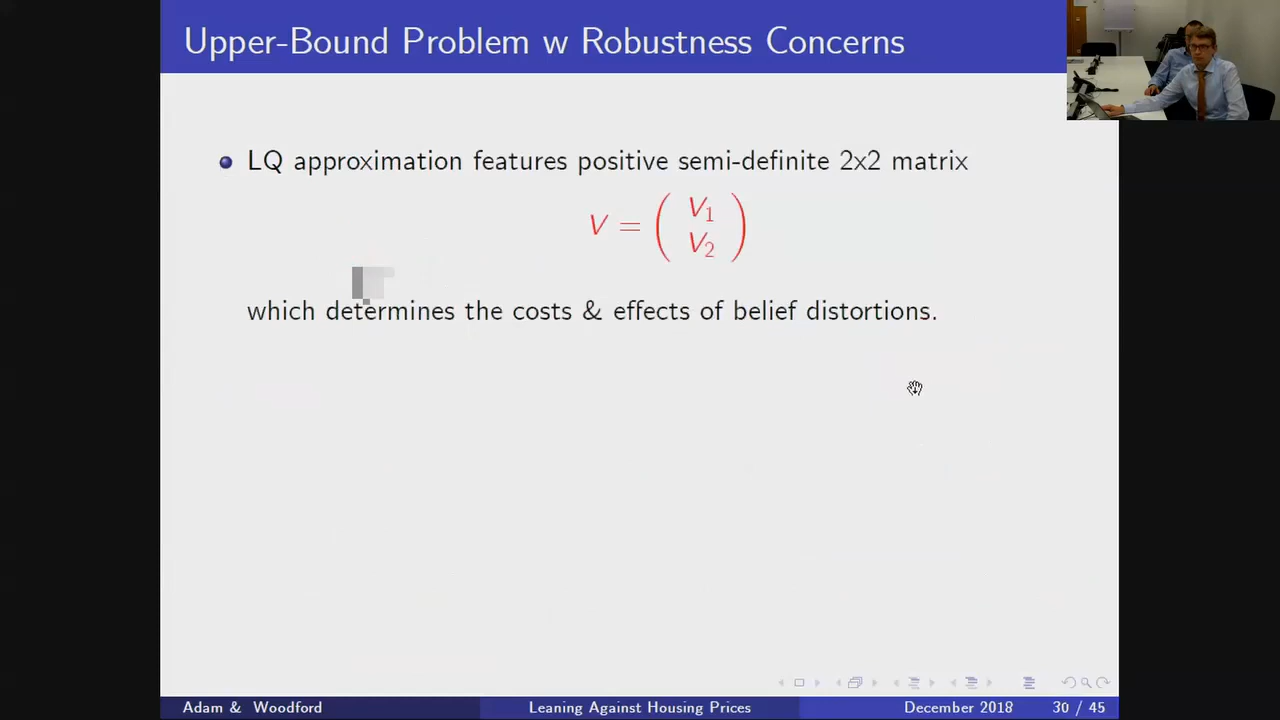 Upper-Bound Problem w Robustness Concerns
LQ approximation features positive semi-definite 2x2 matrix
V = ( V₁
V₂ )
which determines the costs & effects of belief distortions.
Adam & Woodford
Leaning Against Housing Prices
December 2018
30 / 45